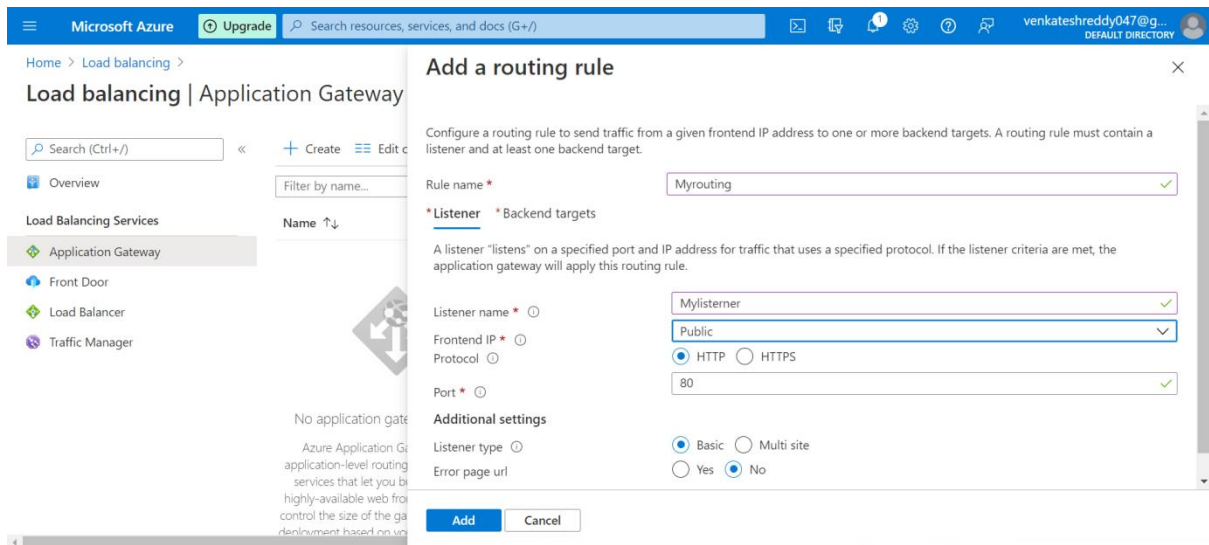 Microsoft Azure
Upgrade
Search resources, services, and docs (G+/)
1
venkateshreddy047@g...
DEFAULT DIRECTORY
Home > Load balancing >
Load balancing | Application Gateway
Search (Ctrl+/)
«
+ Create
Edit c
Overview
Filter by name...
Load Balancing Services
Name ↑↓
Application Gateway
Front Door
Load Balancer
Traffic Manager
No application gate
Azure Application Ga
application-level routing
services that let you b
highly-available web fro
control the size of the ga
deployment based on yo
Add a routing rule
Configure a routing rule to send traffic from a given frontend IP address to one or more backend targets. A routing rule must contain a
listener and at least one backend target.
Rule name *
Myrouting
* Listener * Backend targets
A listener "listens" on a specified port and IP address for traffic that uses a specified protocol. If the listener criteria are met, the
application gateway will apply this routing rule.
Listener name *
Mylisterner
Frontend IP *
Public
Protocol
HTTP HTTPS
Port *
80
Additional settings
Listener type
Basic Multi site
Error page url
Yes No
Add Cancel